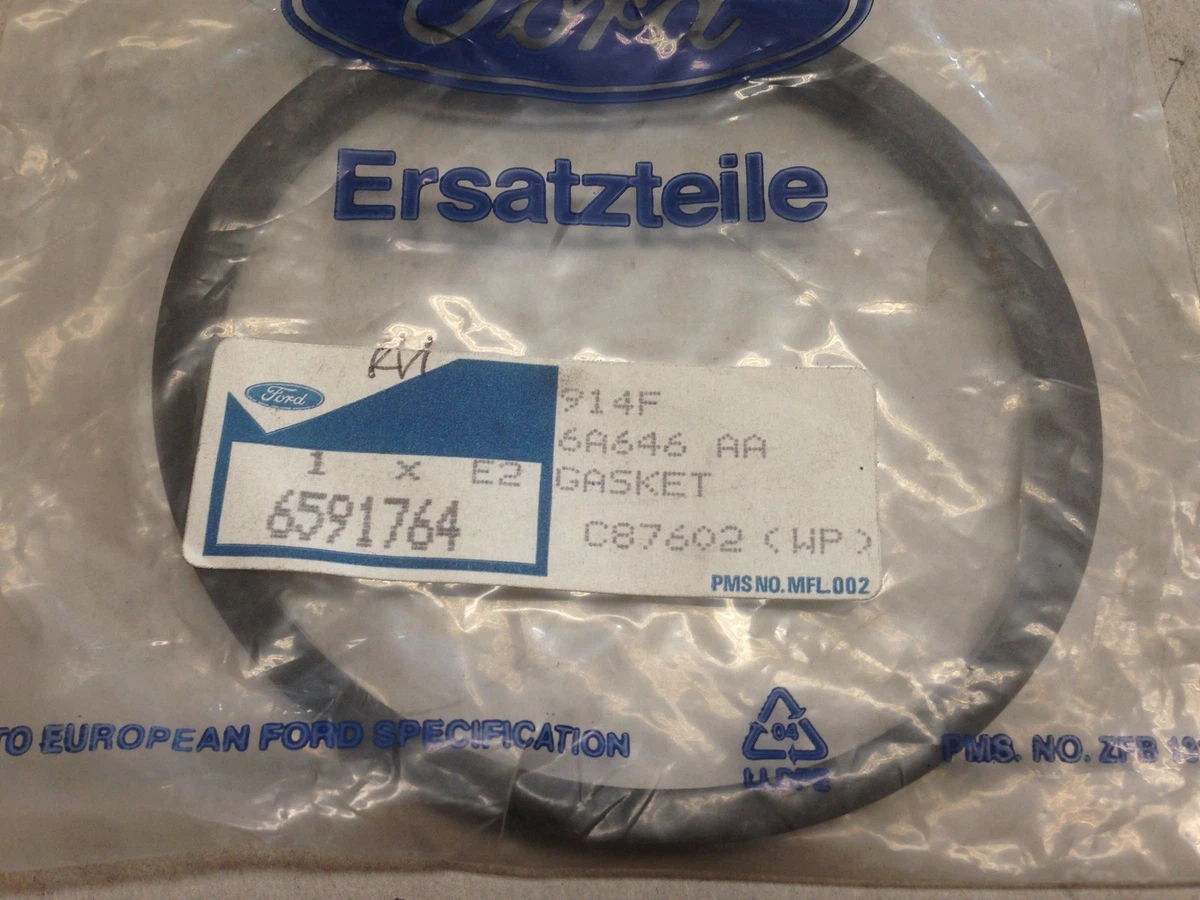 Ford
Ersatzteile
Ford
914F
6A646 AA
1 x E2 GASKET
6591764
C87602 (WP)
PMS NO. MFL.002
TO EUROPEAN FORD SPECIFICATION
04
PMS. NO. ZFB